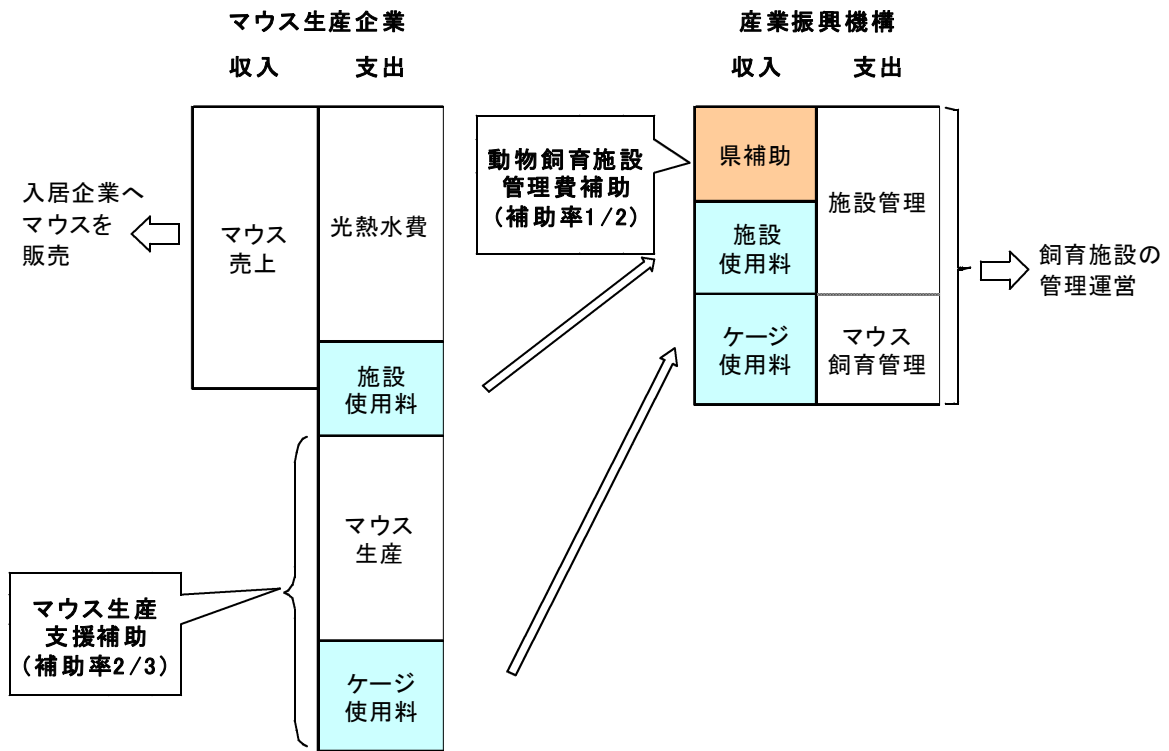 マウス生産企業
収入
支出
入居企業へ
マウスを
販売
マウス
売上
光熱水費
施設
使用料
マウス
生産
ケージ
使用料
マウス生産
支援補助
(補助率2/3)
産業振興機構
収入
支出
動物飼育施設
管理費補助
(補助率1/2)
県補助
施設
使用料
ケージ
使用料
施設管理
マウス
飼育管理
飼育施設の
管理運営